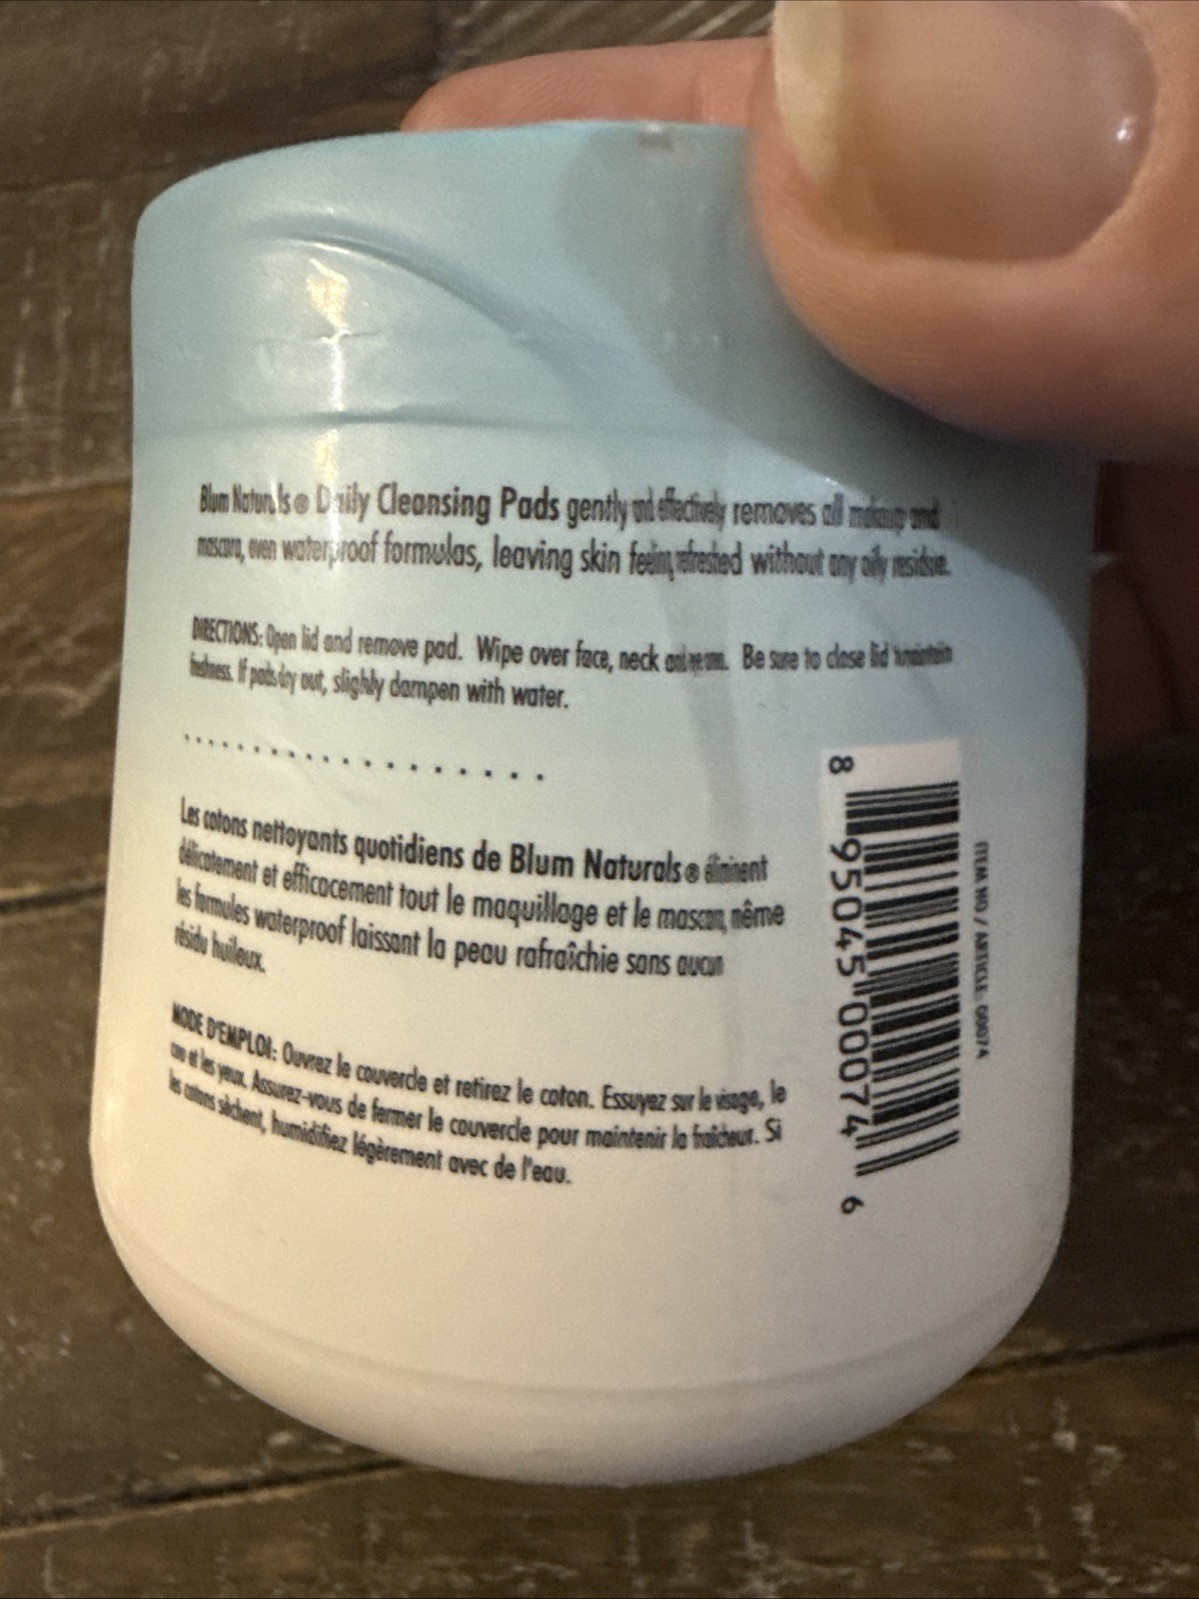 Blum Naturals® Daily Cleansing Pads gently and effectively removes all makeup and
mascara, even waterproof formulas, leaving skin feeling refreshed without any oily residue.
DIRECTIONS: Open lid and remove pad. Wipe over face, neck Be sure to close lid to maintain
freshness. If pads dry out, slighly dampen with water.
Les cotons nettoyants quotidiens de Blum Naturals® éliminent
délicatement et efficacement tout le maquillage et le mascara, même
les formules waterproof laissant la peau rafraîchie sans aucun
résidu huileux.
MODE D'EMPLOI: Ouvrez le couvercle et retirez le coton. Essuyez sur le visage, le
cou et les yeux. Assurez-vous de fermer le couvercle pour maintenir la fraîcheur. Si
les cotons sèchent, humidifiez légèrement avec de l'eau.
8 95045 00074 6
ITEM NO / ARTICLE: G0074